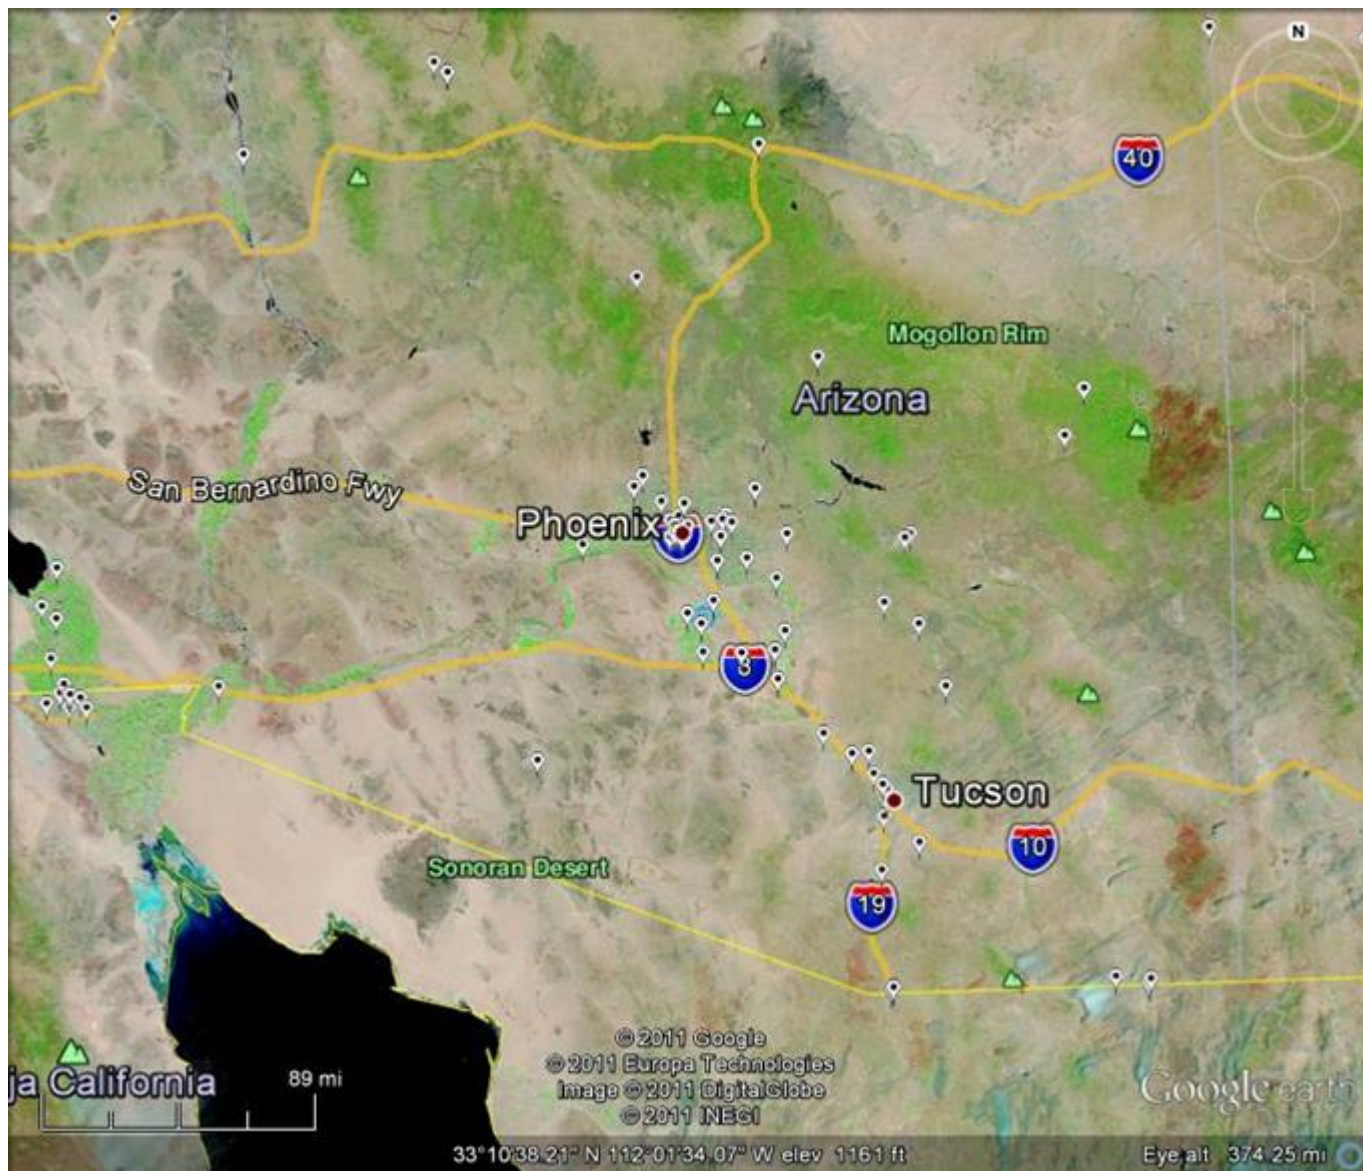 N
40
Mogollon Rim
Arizona
San Bernardino Fwy
Phoenix
8
Tucson
10
Sonoran Desert
19
© 2011 Google
© 2011 Europa Technologies
Image © 2011 DigitalGlobe
© 2011 INEGI
ja California
89 mi
Google earth
33°10'38.21" N 112°01'34.07" W elev 1161 ft
Eye alt 374.25 mi